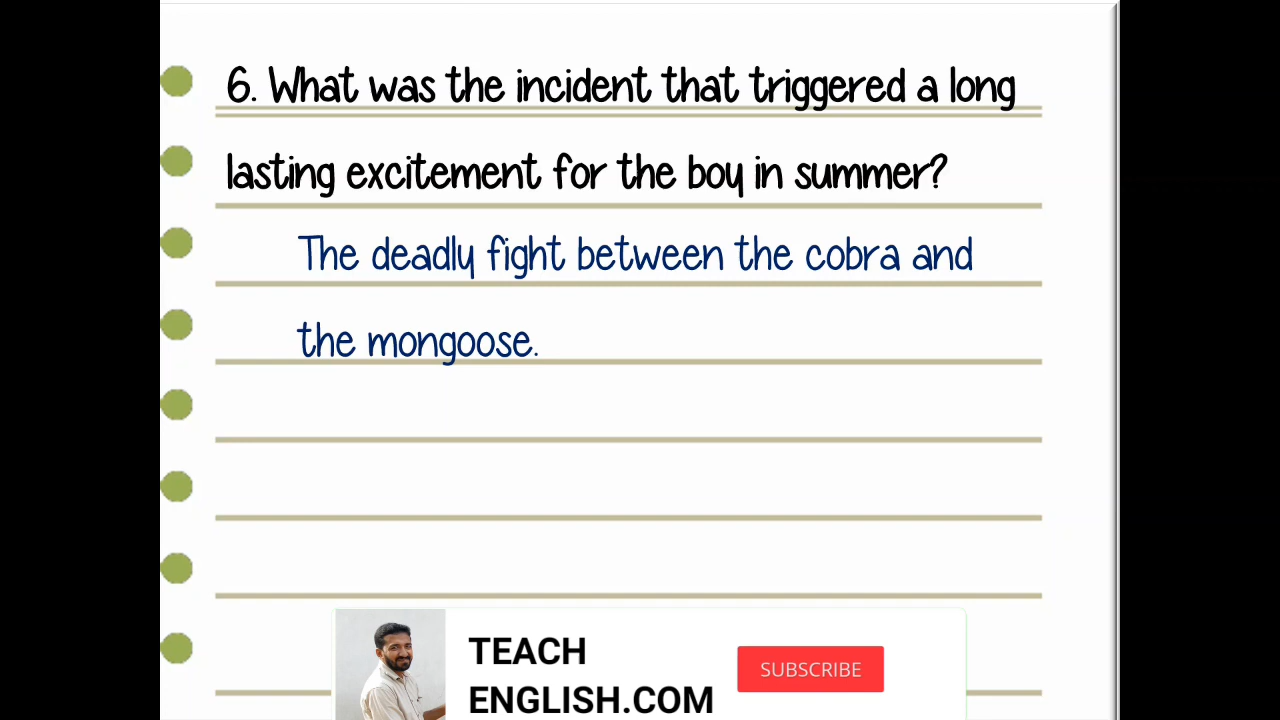 6. What was the incident that triggered a long
lasting excitement for the boy in summer?
The deadly fight between the cobra and
the mongoose.
TEACH
ENGLISH.COM
SUBSCRIBE